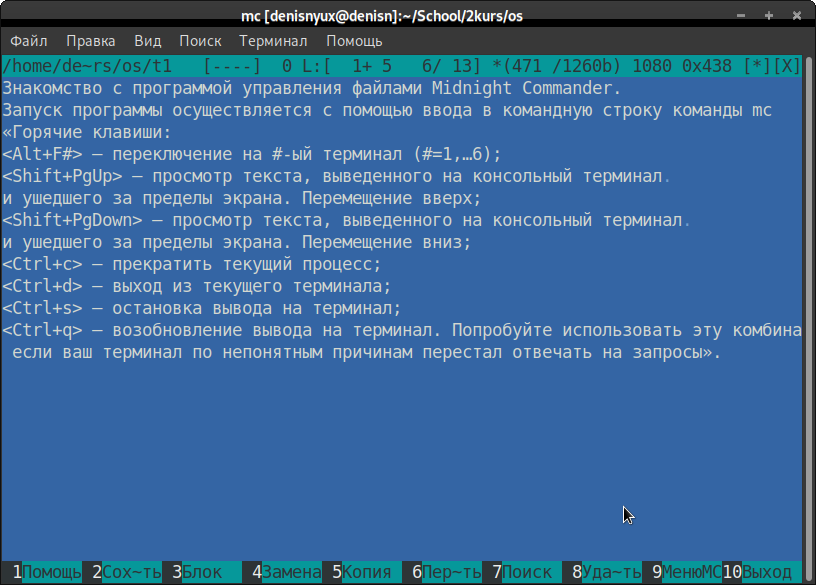 mc [denisnyux@denisn]:~/School/2kurs/os
Файл Правка Вид Поиск Терминал Помощь
/home/de~rs/os/t1 [----] 0 L:[ 1+ 5 6/ 13] *(471 /1260b) 1080 0x438 [*][X]
Знакомство с программой управления файлами Midnight Commander.
Запуск программы осуществляется с помощью ввода в командную строку команды mc
«Горячие клавиши:
<Alt+F#> – переключение на #-ый терминал (#=1,…6);
<Shift+PgUp> – просмотр текста, выведенного на консольный терминал.
и ушедшего за пределы экрана. Перемещение вверх;
<Shift+PgDown> – просмотр текста, выведенного на консольный терминал.
и ушедшего за пределы экрана. Перемещение вниз;
<Ctrl+c> – прекратить текущий процесс;
<Ctrl+d> – выход из текущего терминала;
<Ctrl+s> – остановка вывода на терминал;
<Ctrl+q> – возобновление вывода на терминал. Попробуйте использовать эту комбина
если ваш терминал по непонятным причинам перестал отвечать на запросы».
1Помощь 2Сох~ть 3Блок 4Замена 5Копия 6Пер~ть 7Поиск 8Уда~ть 9МенюMC 10Выход